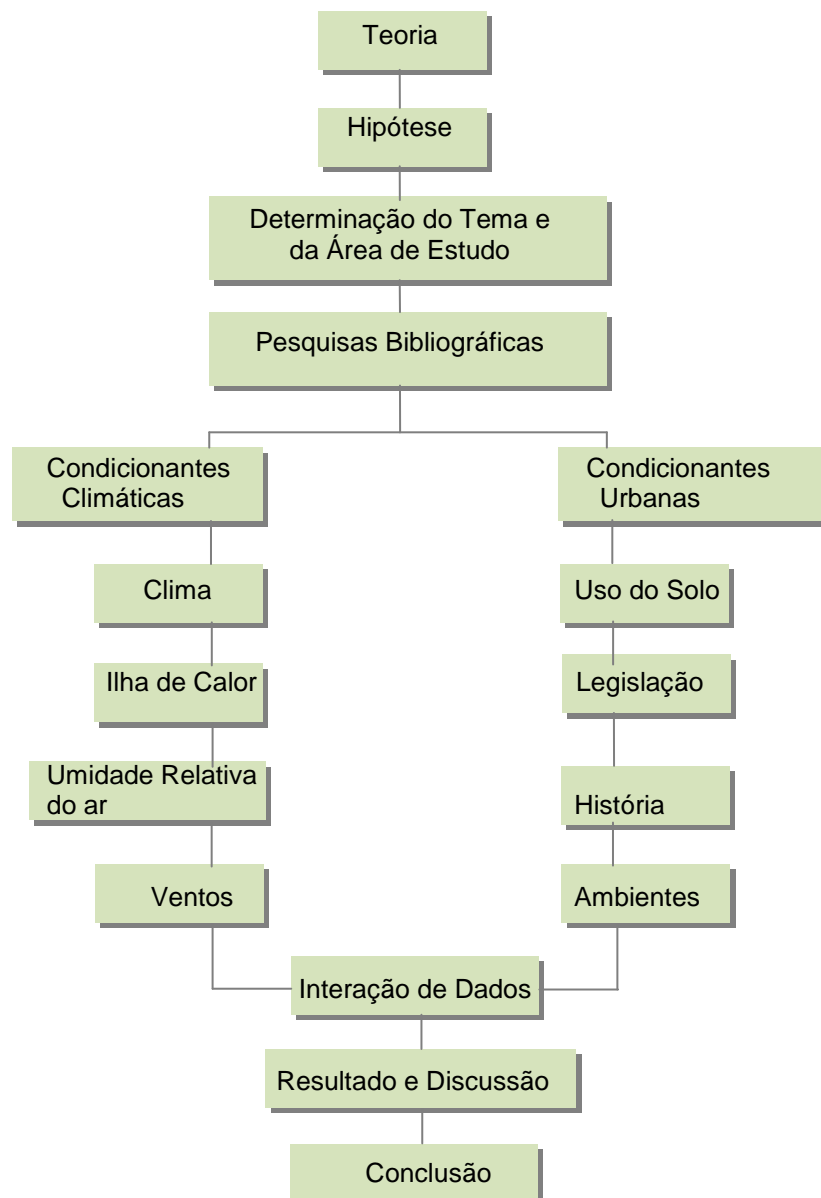 Teoria
Hipótese
Determinação do Tema e
da Área de Estudo
Pesquisas Bibliográficas
Condicionantes
Climáticas
Clima
Ilha de Calor
Umidade Relativa
do ar
Ventos
Condicionantes
Urbanas
Uso do Solo
Legislação
História
Ambientes
Interação de Dados
Resultado e Discussão
Conclusão